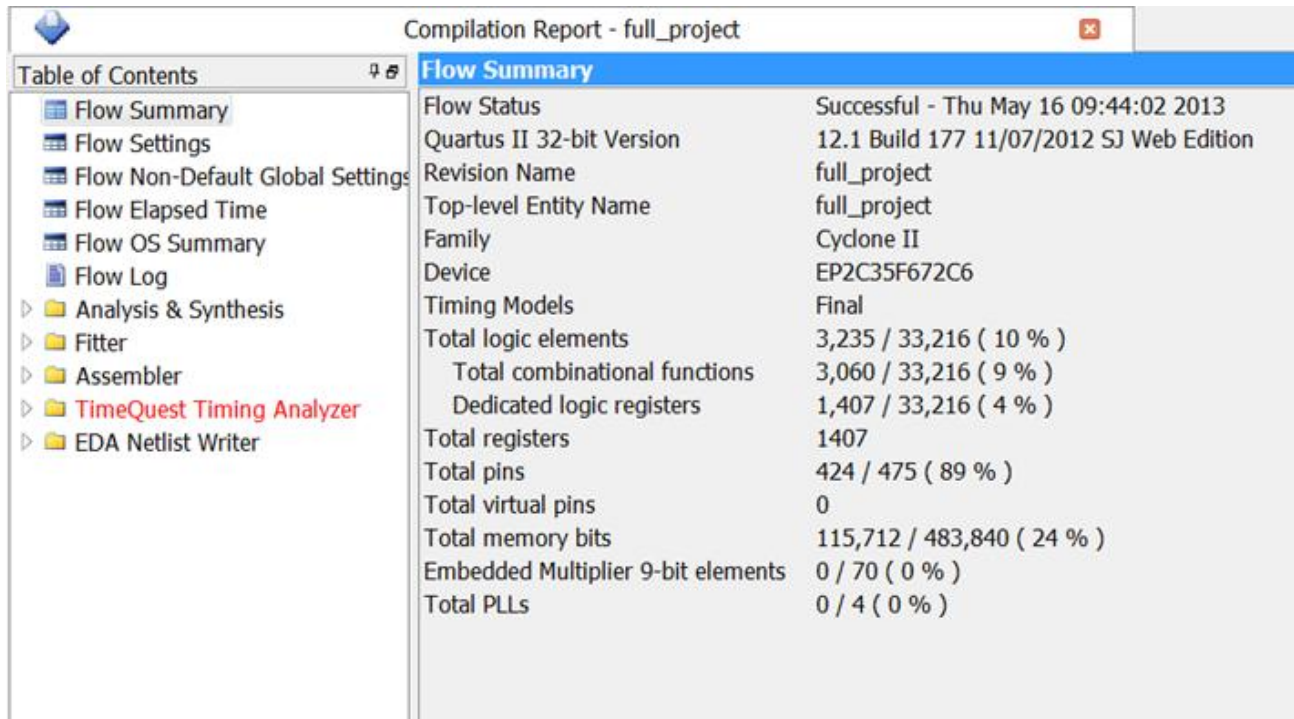 Compilation Report - full_project
Table of Contents
Flow Summary
Flow Settings
Flow Non-Default Global Settings
Flow Elapsed Time
Flow OS Summary
Flow Log
Analysis & Synthesis
Fitter
Assembler
TimeQuest Timing Analyzer
EDA Netlist Writer
Flow Summary
Flow Status Successful - Thu May 16 09:44:02 2013
Quartus II 32-bit Version 12.1 Build 177 11/07/2012 SJ Web Edition
Revision Name full_project
Top-level Entity Name full_project
Family Cyclone II
Device EP2C35F672C6
Timing Models Final
Total logic elements 3,235 / 33,216 ( 10 % )
Total combinational functions 3,060 / 33,216 ( 9 % )
Dedicated logic registers 1,407 / 33,216 ( 4 % )
Total registers 1407
Total pins 424 / 475 ( 89 % )
Total virtual pins 0
Total memory bits 115,712 / 483,840 ( 24 % )
Embedded Multiplier 9-bit elements 0 / 70 ( 0 % )
Total PLLs 0 / 4 ( 0 % )